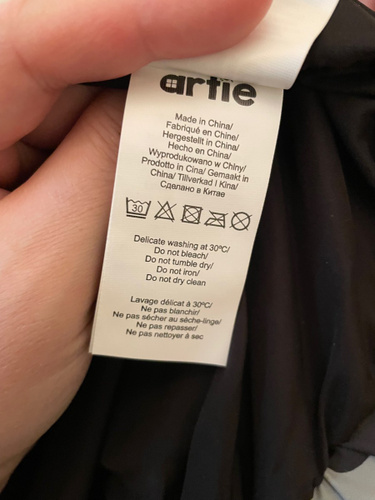 artie
Made in China/
Fabriqué en Chine/
Hergestellt in China/
Hecho en China/
Wyprodukowano w Chiny/
Prodotto in Cina/ Gemaakt in
China/ Tillverkad i Kina/
Сделано в Китае
30
Delicate washing at 30ºC/
Do not bleach/
Do not tumble dry/
Do not iron/
Do not dry clean
Lavage délicat à 30ºC/
Ne pas blanchir/
Ne pas sécher au sèche-linge/
Ne pas repasser/
Ne pas nettoyer à sec